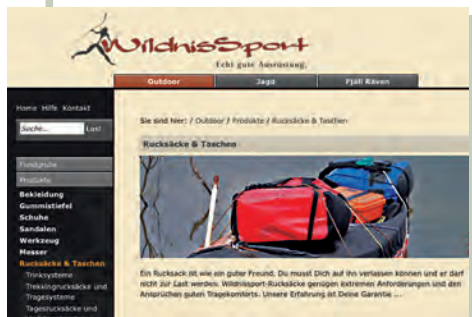 WildnisSport
Echt gute Ausrüstung.
Outdoor
Jagd
Fjäll Räven
Home Hilfe Kontakt
Suche...
Los!
Sie sind hier: / Outdoor / Produkte / Rucksäcke & Taschen
Rucksäcke & Taschen
Fundgrube
Produkte
Bekleidung
Gummistiefel
Schuhe
Sandalen
Werkzeug
Messer
Rucksäcke & Taschen
Trinksysteme
Trekkingrucksäcke und
Tragesysteme
Tagesrucksäcke und
Ein Rucksack ist wie ein guter Freund. Du musst Dich auf ihn verlassen können und er darf
nicht zur Last werden. Wildnissport-Rucksäcke genügen extremen Anforderungen und den
Ansprüchen guten Tragekomforts. Unsere Erfahrung ist Deine Garantie ...